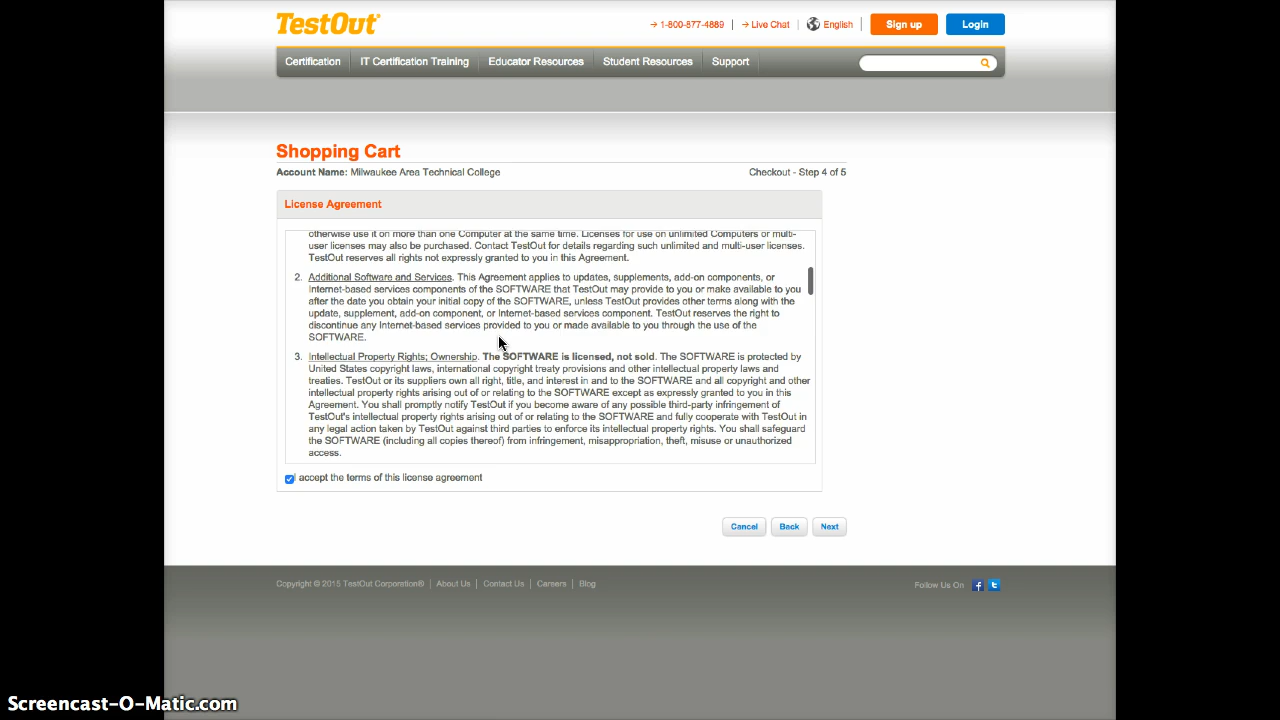 TestOut
→ 1-800-877-4889 | → Live Chat English | Sign up Login
Certification IT Certification Training Educator Resources Student Resources Support
Shopping Cart
Account Name: Milwaukee Area Technical College Checkout - Step 4 of 5
License Agreement
otherwise use it on more than one Computer at the same time. Licenses for use on unlimited Computers or multi-
user licenses may also be purchased. Contact TestOut for details regarding such unlimited and multi-user licenses.
TestOut reserves all rights not expressly granted to you in this Agreement.
2. Additional Software and Services. This Agreement applies to updates, supplements, add-on components, or
Internet-based services components of the SOFTWARE that TestOut may provide to you or make available to you
after the date you obtain your initial copy of the SOFTWARE, unless TestOut provides other terms along with the
update, supplement, add-on component, or Internet-based services component. TestOut reserves the right to
discontinue any Internet-based services provided to you or made available to you through the use of the
SOFTWARE.
3. Intellectual Property Rights; Ownership. The SOFTWARE is licensed, not sold. The SOFTWARE is protected by
United States copyright laws, international copyright treaty provisions and other intellectual property laws and
treaties. TestOut or its suppliers own all right, title, and interest in and to the SOFTWARE and all copyright and other
intellectual property rights arising out of or relating to the SOFTWARE except as expressly granted to you in this
Agreement. You shall promptly notify TestOut if you become aware of any possible third-party infringement of
TestOut's intellectual property rights arising out of or relating to the SOFTWARE and fully cooperate with TestOut in
any legal action taken by TestOut against third parties to enforce its intellectual property rights. You shall safeguard
the SOFTWARE (including all copies thereof) from infringement, misappropriation, theft, misuse or unauthorized
access.
I accept the terms of this license agreement
Cancel Back Next
Copyright © 2015 TestOut Corporation® | About Us | Contact Us | Careers | Blog Follow Us On
Screencast-O-Matic.com